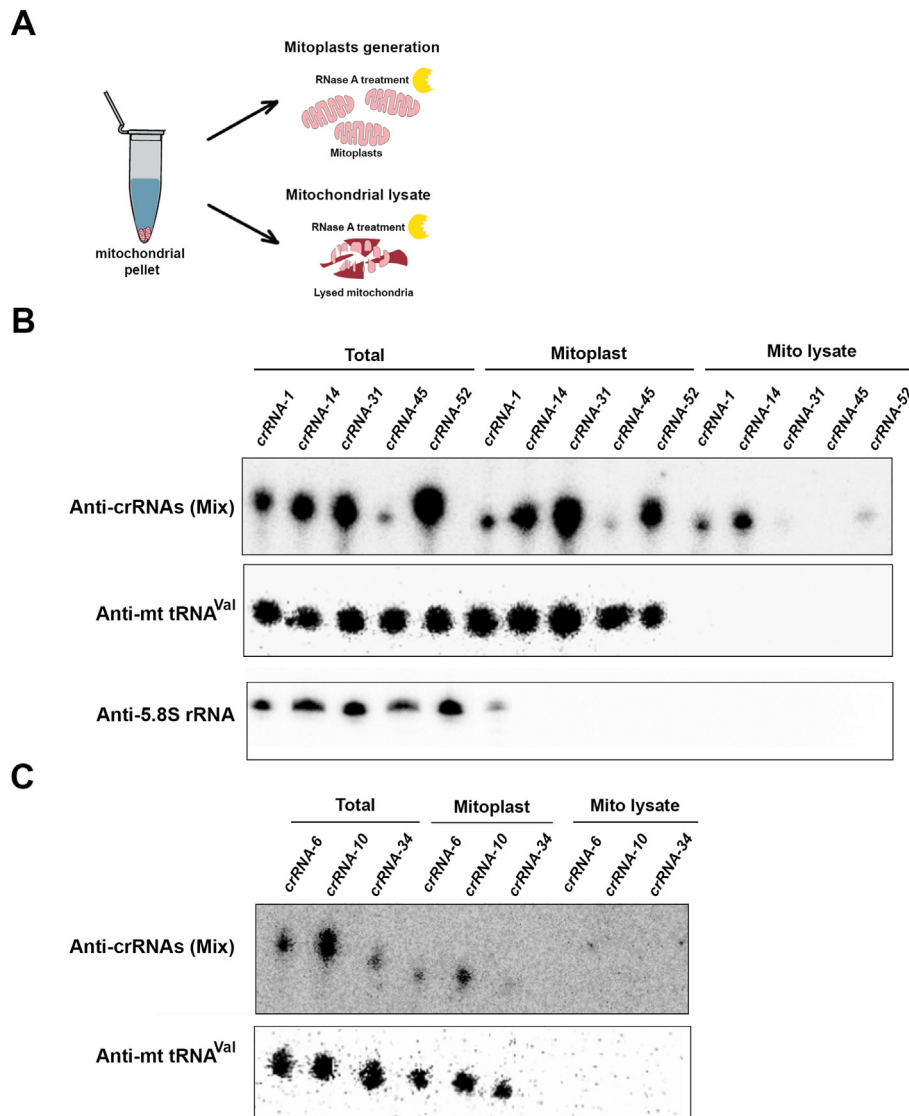 A
Mitoplasts generation
RNase A treatment
Mitoplasts
mitochondrial
pellet
Mitochondrial lysate
RNase A treatment
Lysed mitochondria
B
Total Mitoplast Mito lysate
crRNA-1 crRNA-14 crRNA-31 crRNA-45 crRNA-52 crRNA-1 crRNA-14 crRNA-31 crRNA-45 crRNA-52 crRNA-1 crRNA-14 crRNA-31 crRNA-45 crRNA-52
Anti-crRNAs (Mix)
Anti-mt tRNAVal
Anti-5.8S rRNA
C
Total Mitoplast Mito lysate
crRNA-6 crRNA-10 crRNA-34 crRNA-6 crRNA-10 crRNA-34 crRNA-6 crRNA-10 crRNA-34
Anti-crRNAs (Mix)
Anti-mt tRNAVal